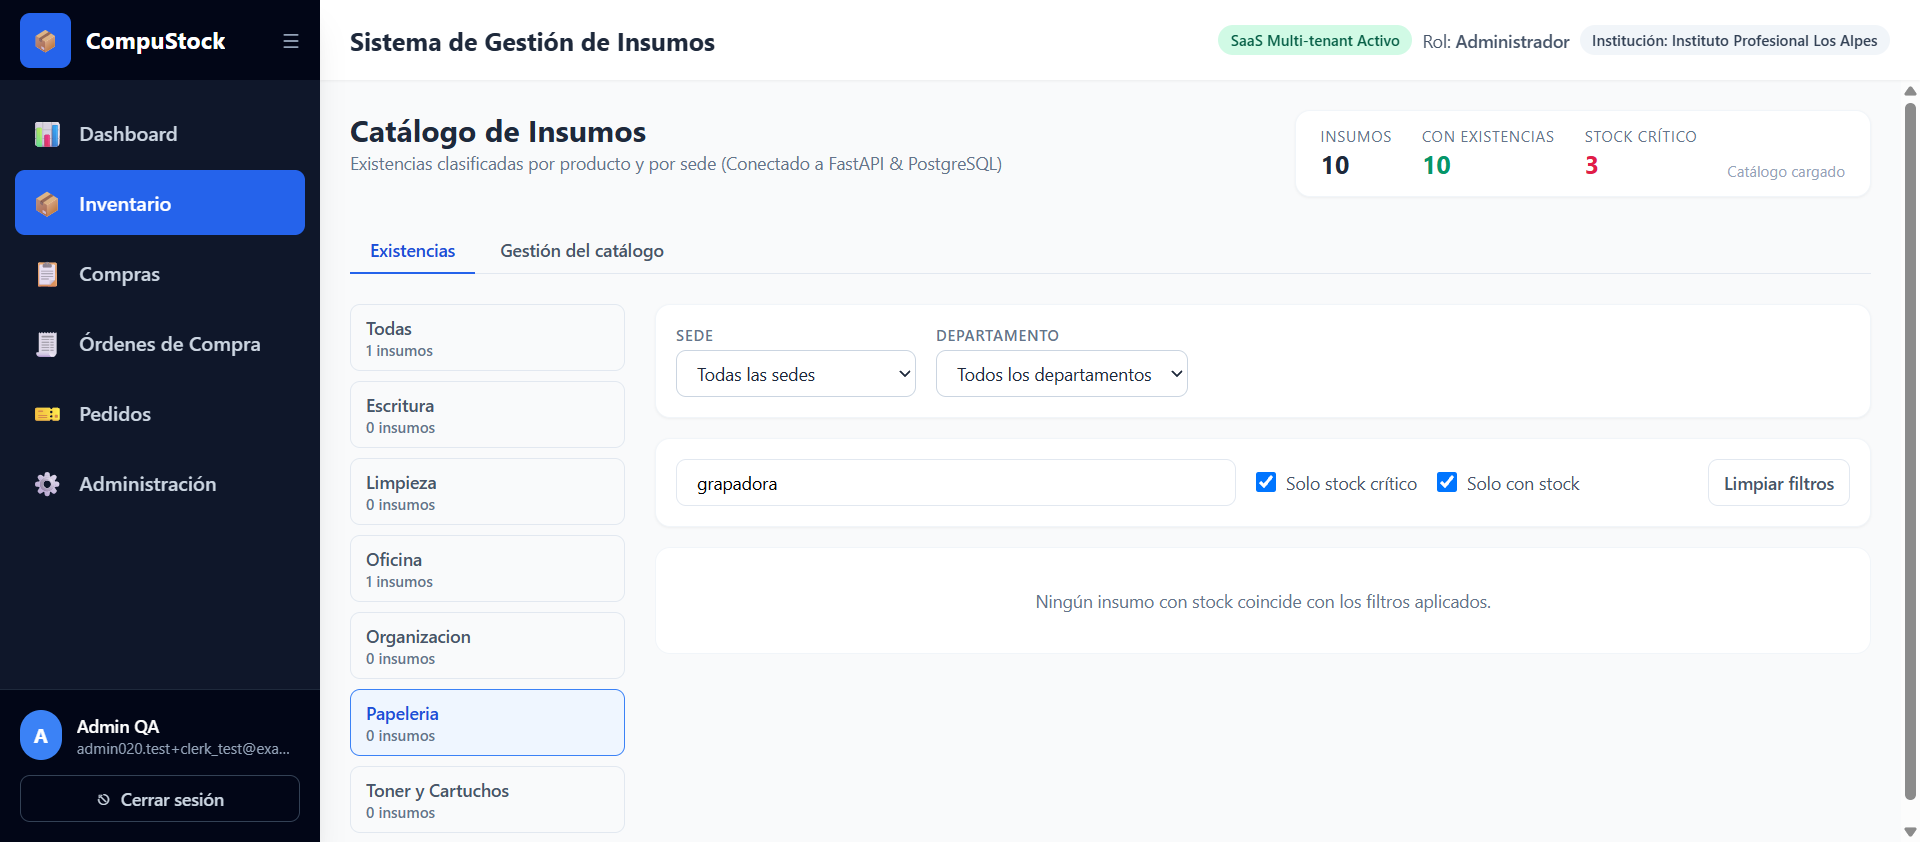 CompuStock
Dashboard
Inventario
Compras
Órdenes de Compra
Pedidos
Administración
A
Admin QA
admin020.test+clerk_test@exa...
Cerrar sesión
Sistema de Gestión de Insumos
SaaS Multi-tenant Activo
Rol: Administrador
Institución: Instituto Profesional Los Alpes
Catálogo de Insumos
Existencias clasificadas por producto y por sede (Conectado a FastAPI & PostgreSQL)
INSUMOS
10
CON EXISTENCIAS
10
STOCK CRÍTICO
3
Catálogo cargado
Existencias
Gestión del catálogo
Todas
1 insumos
Escritura
0 insumos
Limpieza
0 insumos
Oficina
1 insumos
Organizacion
0 insumos
Papeleria
0 insumos
Toner y Cartuchos
0 insumos
SEDE
Todas las sedes
DEPARTAMENTO
Todos los departamentos
grapadora
Solo stock crítico
Solo con stock
Limpiar filtros
Ningún insumo con stock coincide con los filtros aplicados.